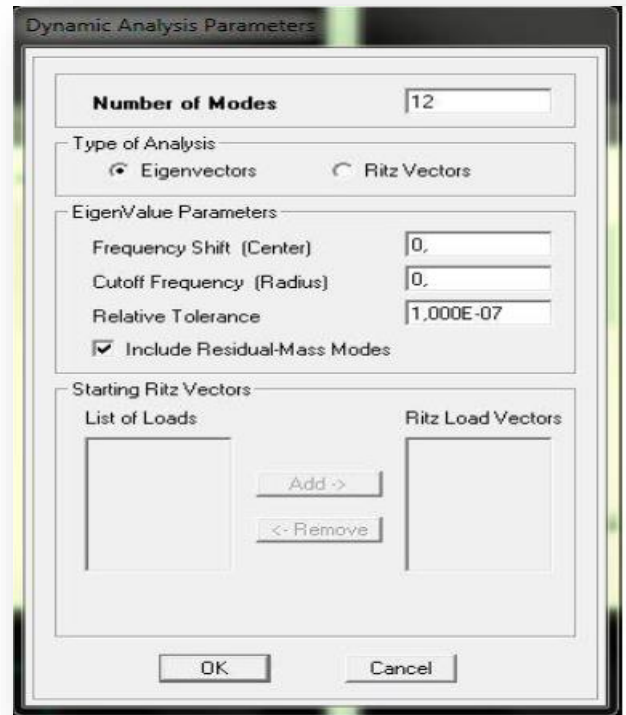 Dynamic Analysis Parameters
Number of Modes 12
Type of Analysis
Eigenvectors Ritz Vectors
EigenValue Parameters
Frequency Shift (Center) 0,
Cutoff Frequency (Radius) 0,
Relative Tolerance 1,000E-07
Include Residual-Mass Modes
Starting Ritz Vectors
List of Loads Ritz Load Vectors
Add ->
<- Remove
OK Cancel